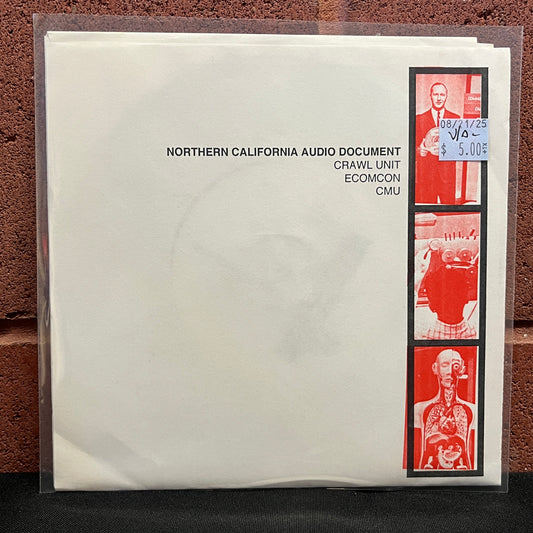 NORTHERN CALIFORNIA AUDIO DOCUMENT
CRAWL UNIT
ECOMCON
CMU
08/21/25
V/A-
$ 5.00